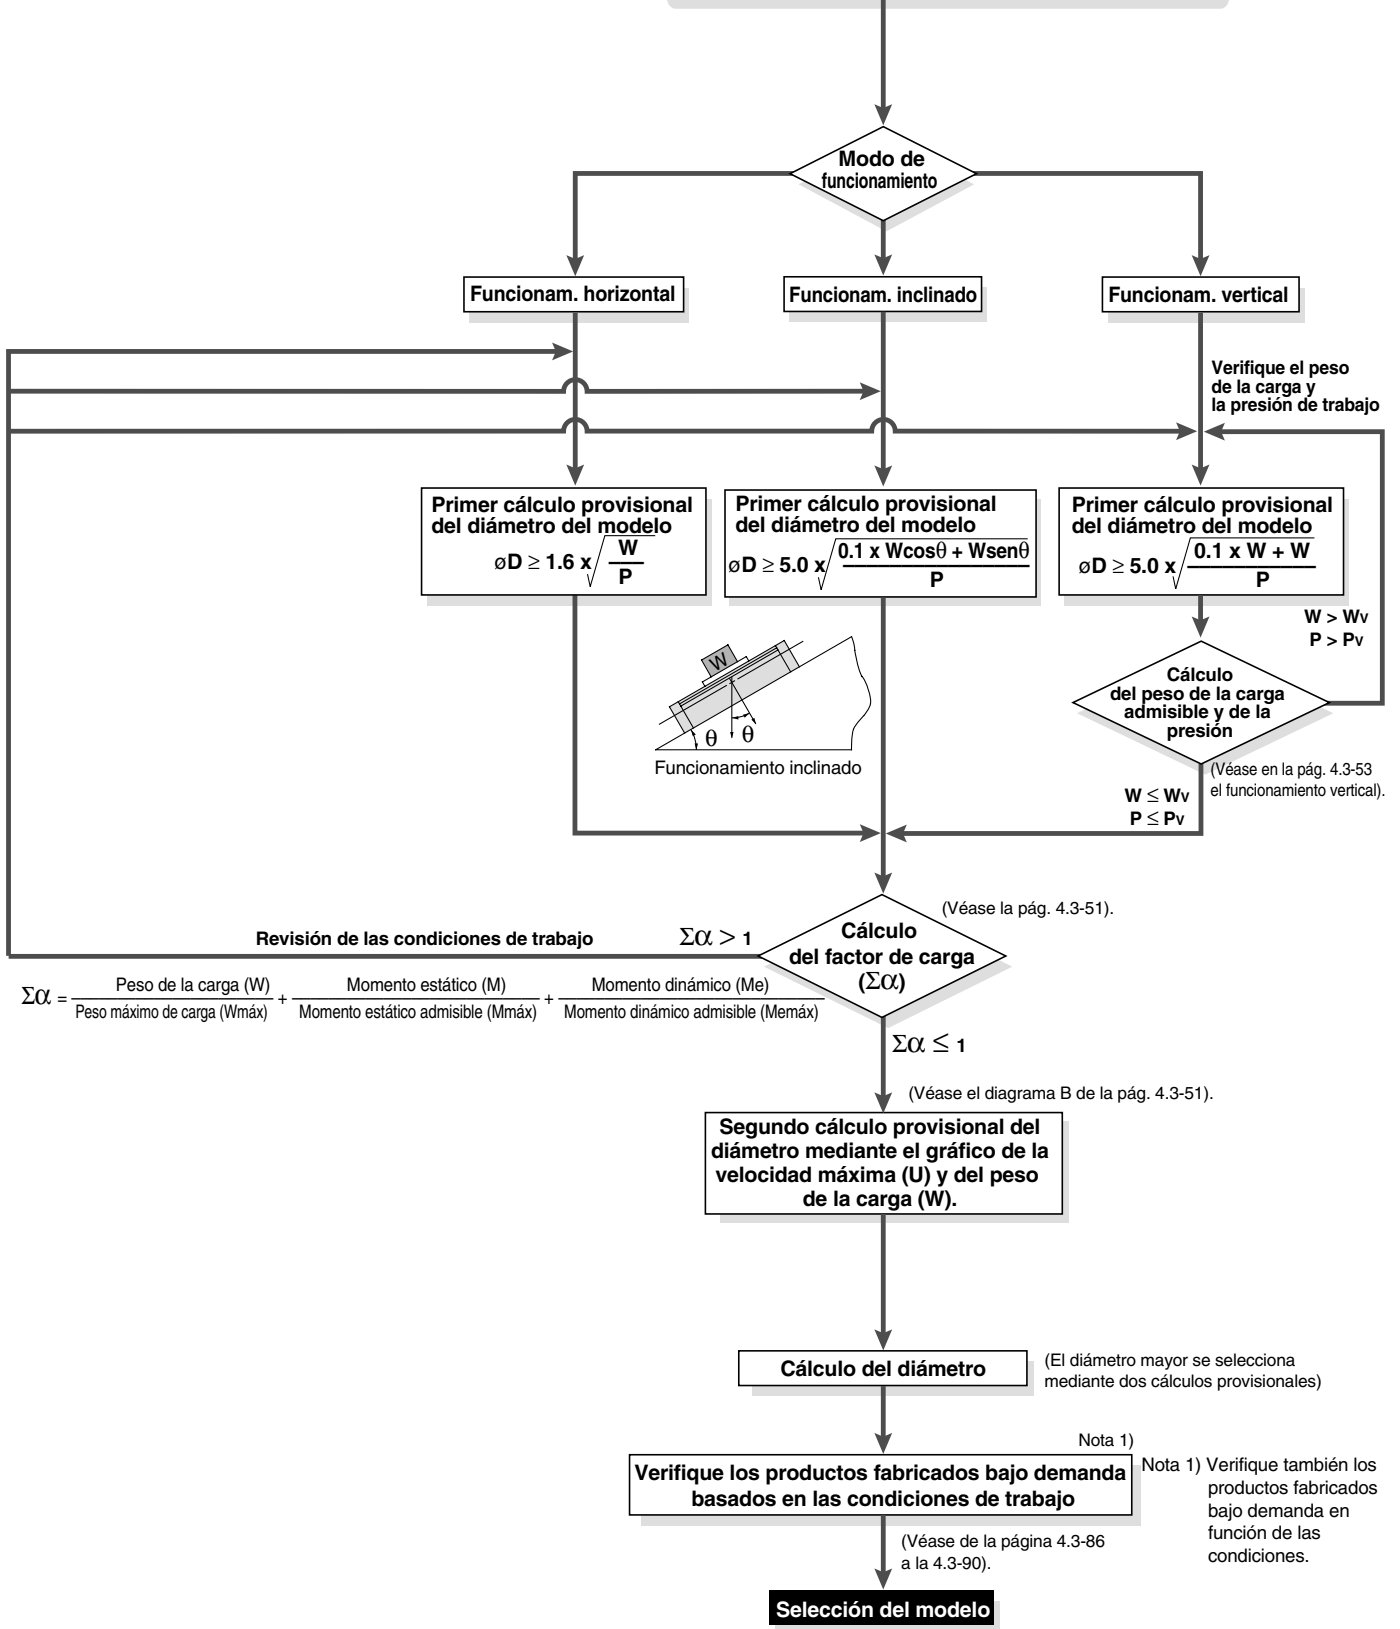 Modo de
funcionamiento
Funcionam. horizontal
Funcionam. inclinado
Funcionam. vertical
Verifique el peso
de la carga y
la presión de trabajo
Primer cálculo provisional
del diámetro del modelo
øD ≥ 1.6 x √ W
P
Primer cálculo provisional
del diámetro del modelo
øD ≥ 5.0 x √ 0.1 x Wcosθ + Wsenθ
P
Primer cálculo provisional
del diámetro del modelo
øD ≥ 5.0 x √ 0.1 x W + W
P
W > Wv
P > Pv
W
θ
θ
Funcionamiento inclinado
Cálculo
del peso de la carga
admisible y de la
presión
(Véase en la pág. 4.3-53
el funcionamiento vertical).
W ≤ Wv
P ≤ Pv
(Véase la pág. 4.3-51).
Revisión de las condiciones de trabajo
Σα > 1
Cálculo
del factor de carga
(Σα)
Σα = Peso de la carga (W) + Momento estático (M) + Momento dinámico (Me)
Peso máximo de carga (Wmáx) Momento estático admisible (Mmáx) Momento dinámico admisible (Memáx)
Σα ≤ 1
(Véase el diagrama B de la pág. 4.3-51).
Segundo cálculo provisional del
diámetro mediante el gráfico de la
velocidad máxima (U) y del peso
de la carga (W).
Cálculo del diámetro
(El diámetro mayor se selecciona
mediante dos cálculos provisionales)
Nota 1)
Verifique los productos fabricados bajo demanda
basados en las condiciones de trabajo
Nota 1) Verifique también los
productos fabricados
bajo demanda en
función de las
condiciones.
(Véase de la página 4.3-86
a la 4.3-90).
Selección del modelo